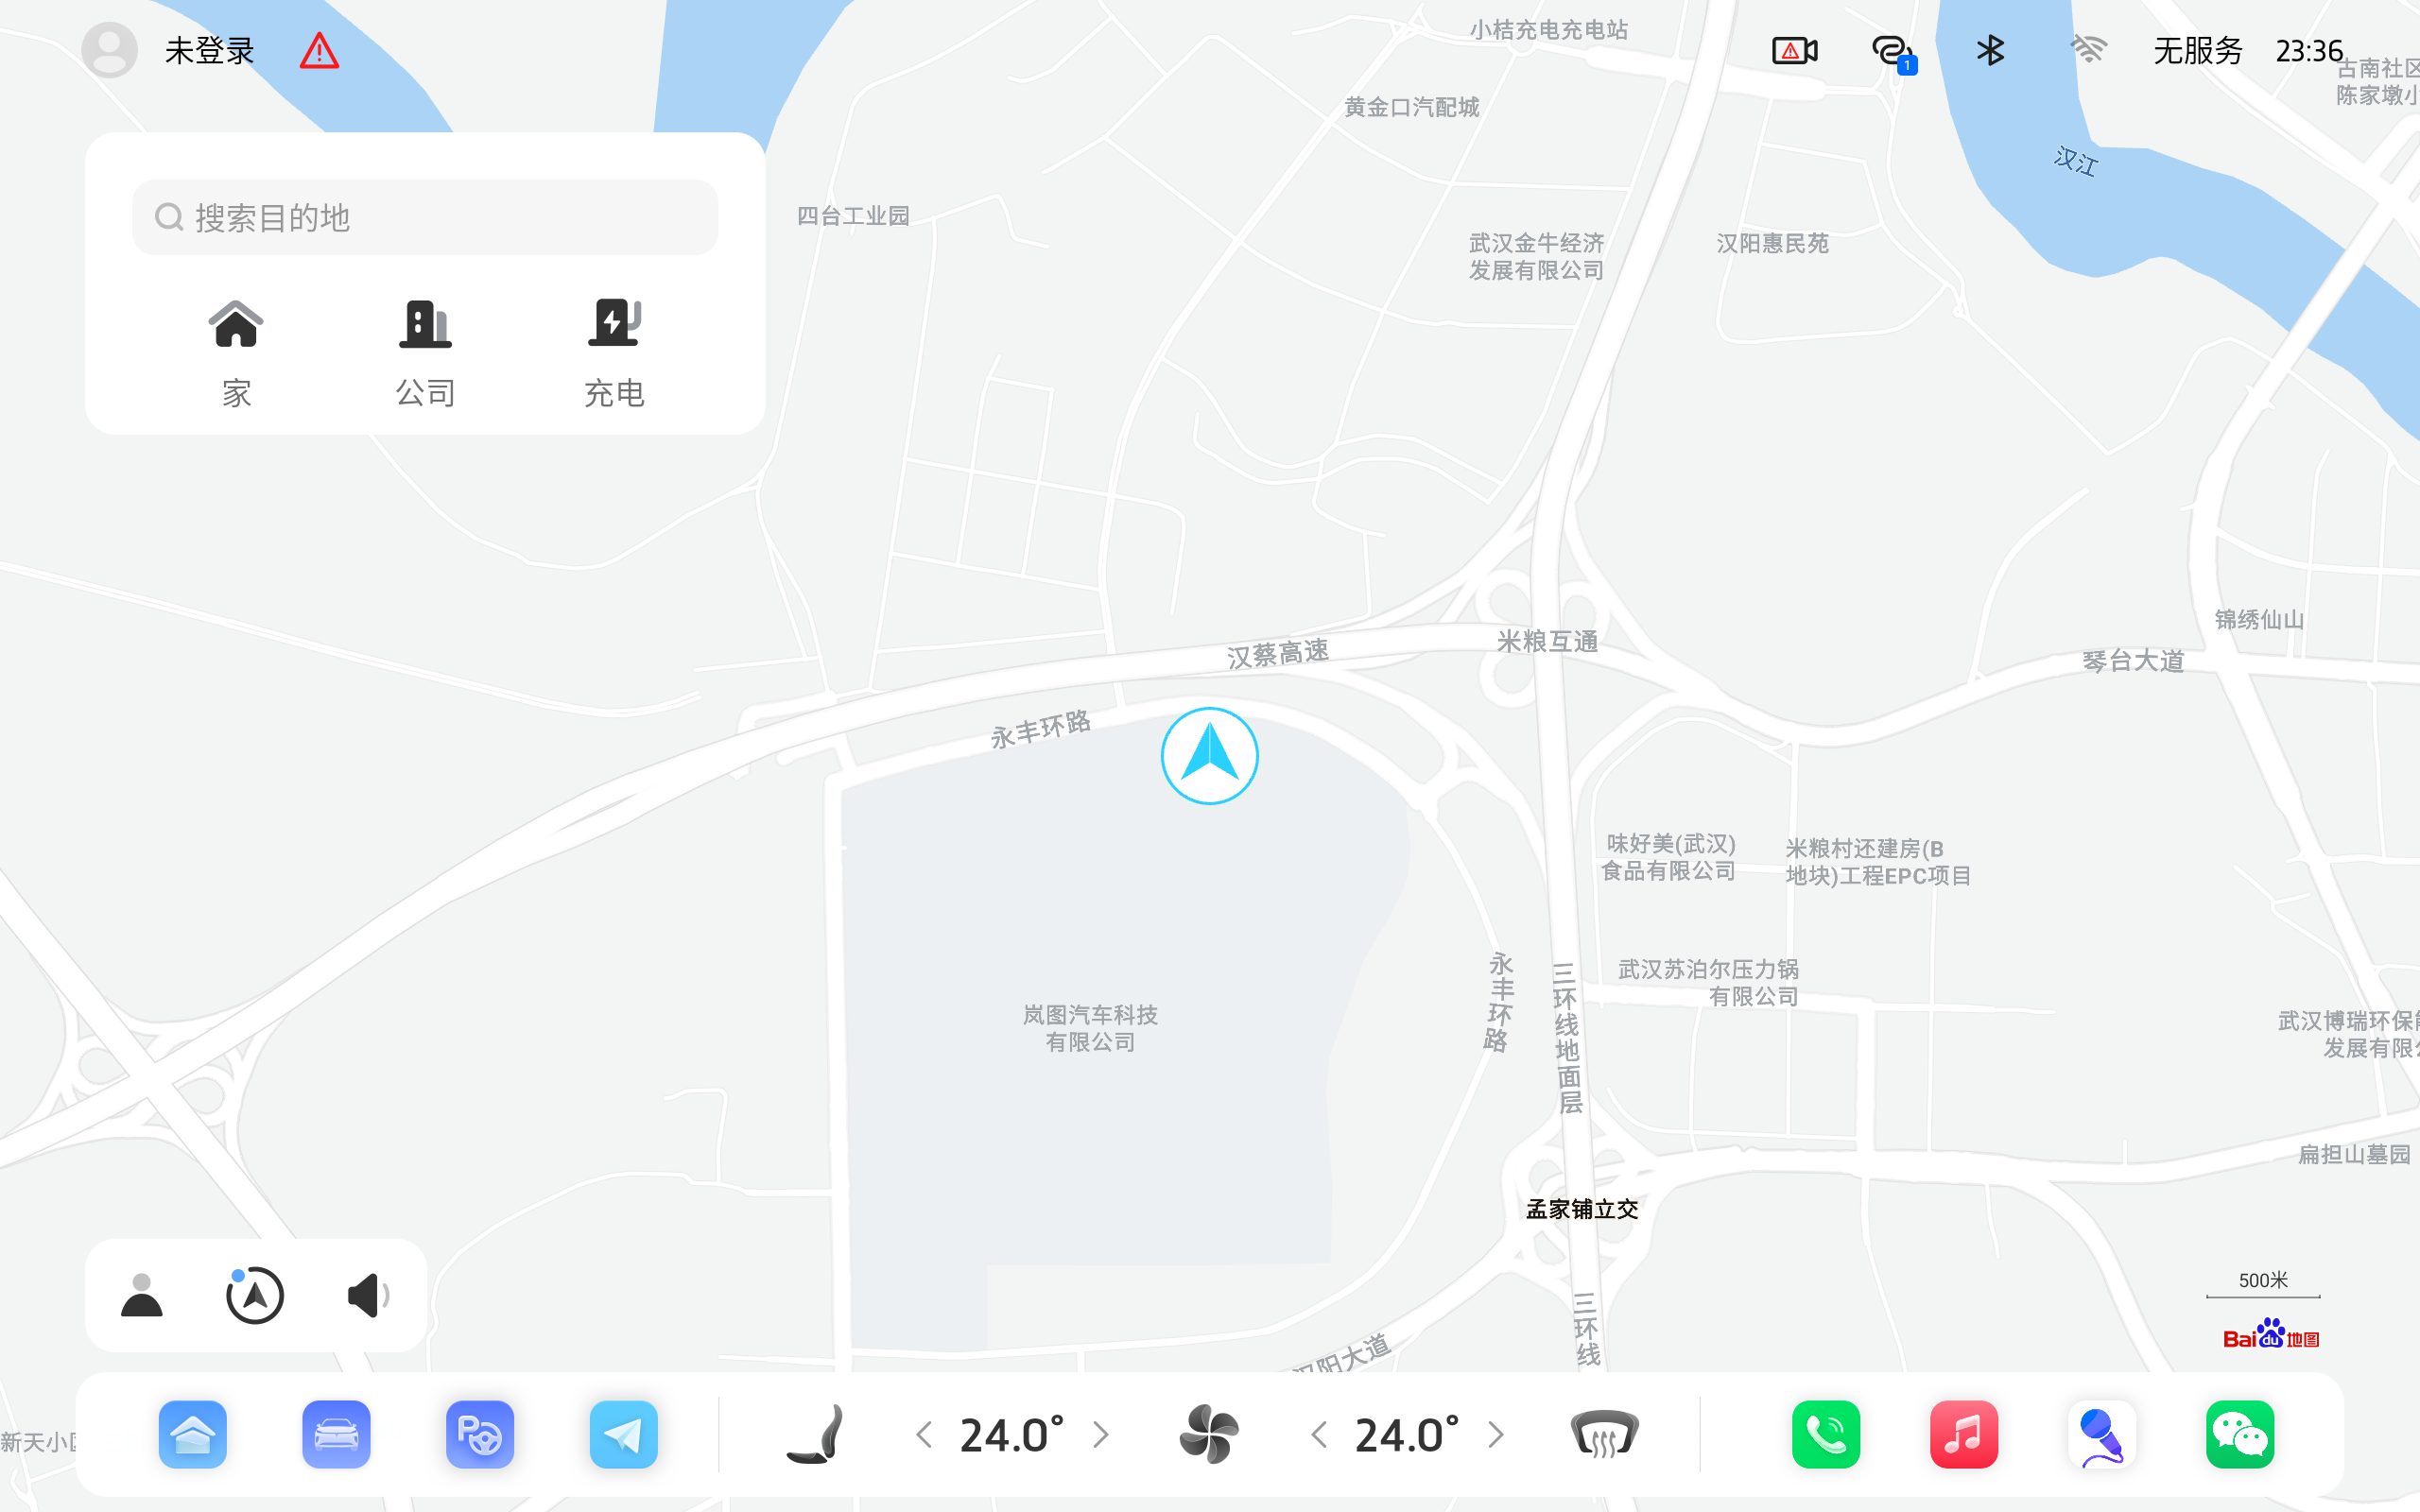 未登录
1
无服务
23:36
小桔充电充电站
古南社区
陈家墩小
黄金口汽配城
汉江
搜索目的地
四台工业园
武汉金牛经济
发展有限公司
汉阳惠民苑
家
公司
充电
锦绣仙山
汉蔡高速
米粮互通
琴台大道
永丰环路
味好美(武汉)
食品有限公司
米粮村还建房(B
地块)工程EPC项目
永丰环路
三环线地面层
武汉苏泊尔压力锅
有限公司
岚图汽车科技
有限公司
武汉博瑞环保
发展有限
扁担山墓园
孟家铺立交
500米
三环线
Bai du 地图
汉阳大道
新天小
P
24.0°
24.0°